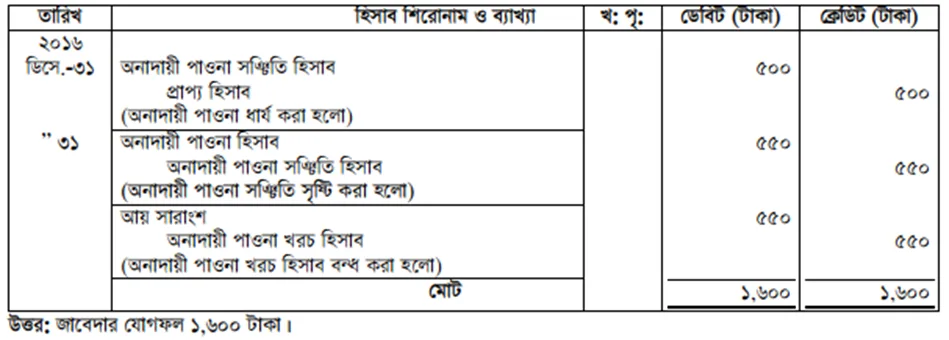 তারিখ হিসাব শিরোনাম ও ব্যাখ্যা খ: পৃ: ডেবিট (টাকা) ক্রেডিট (টাকা)
২০১৬
ডিসে.-৩১ অনাদায়ী পাওনা সঞ্চিতি হিসাব ৫০০
প্রাপ্য হিসাব ৫০০
(অনাদায়ী পাওনা ধার্য করা হলো)
” ৩১ অনাদায়ী পাওনা হিসাব ৫৫০
অনাদায়ী পাওনা সঞ্চিতি হিসাব ৫৫০
(অনাদায়ী পাওনা সঞ্চিতি সৃষ্টি করা হলো)
আয় সারাংশ ৫৫০
অনাদায়ী পাওনা খরচ হিসাব ৫৫০
(অনাদায়ী পাওনা খরচ হিসাব বন্ধ করা হলো)
মোট ১,৬০০ ১,৬০০
উত্তর: জাবেদার যোগফল ১,৬০০ টাকা।